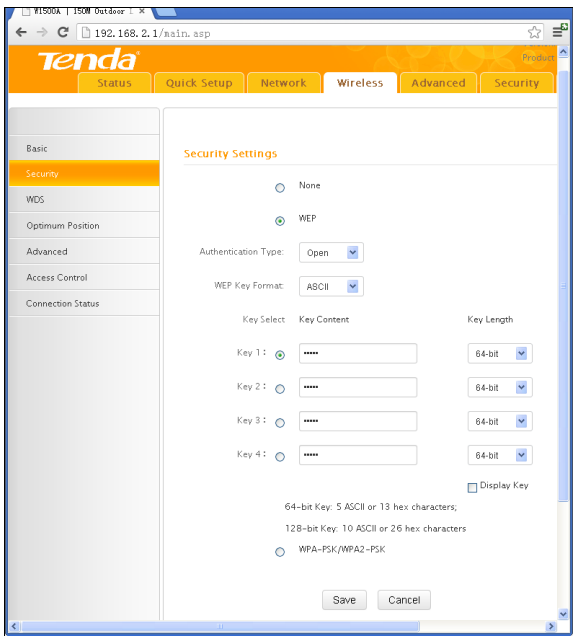 W1500A | 150M Outdoor
192.168.2.1/main.asp
Tenda
Product
Status Quick Setup Network Wireless Advanced Security
Basic
Security
WDS
Optimum Position
Advanced
Access Control
Connection Status
Security Settings
None
WEP
Authentication Type: Open
WEP Key Format: ASCII
Key Select Key Content Key Length
Key 1: ••••• 64-bit
Key 2: ••••• 64-bit
Key 3: ••••• 64-bit
Key 4: ••••• 64-bit
Display Key
64-bit Key: 5 ASCII or 13 hex characters;
128-bit Key: 10 ASCII or 26 hex characters
WPA-PSK/WPA2-PSK
Save Cancel